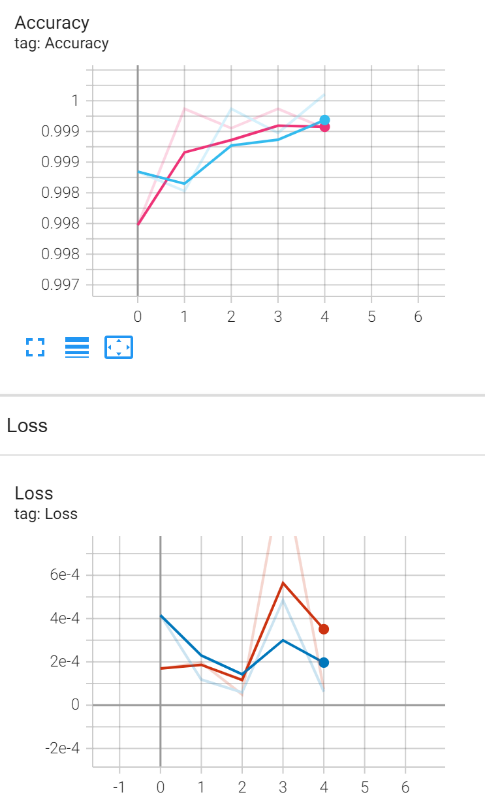 Accuracy
tag: Accuracy
1
0.999
0.999
0.998
0.998
0.998
0.997
0 1 2 3 4 5 6
Loss
Loss
tag: Loss
6e-4
4e-4
2e-4
0
-2e-4
-1 0 1 2 3 4 5 6